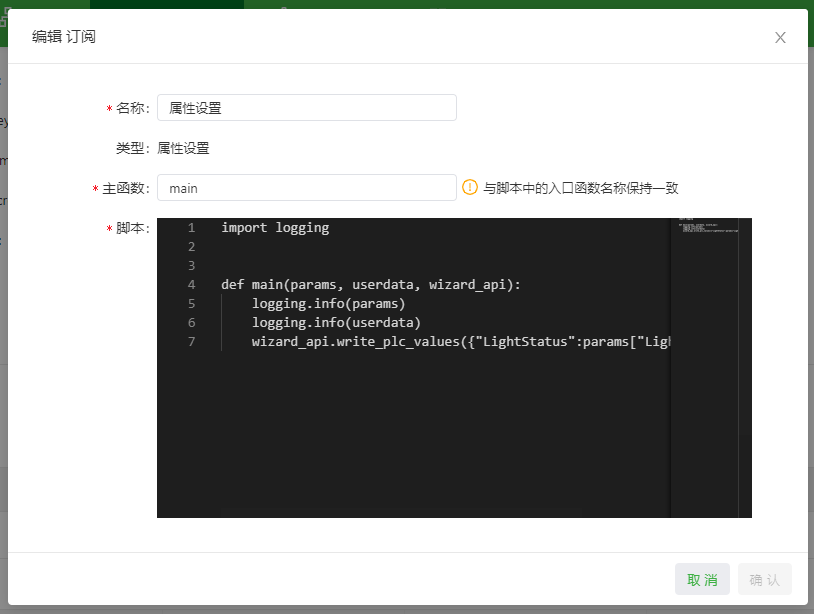 编辑 订阅
* 名称: 属性设置
类型: 属性设置
* 主函数: main 与脚本中的入口函数名称保持一致
* 脚本:
1 import logging
2
3
4 def main(params, userdata, wizard_api):
5 logging.info(params)
6 logging.info(userdata)
7 wizard_api.write_plc_values({"LightStatus":params["Ligh
取 消 确 认